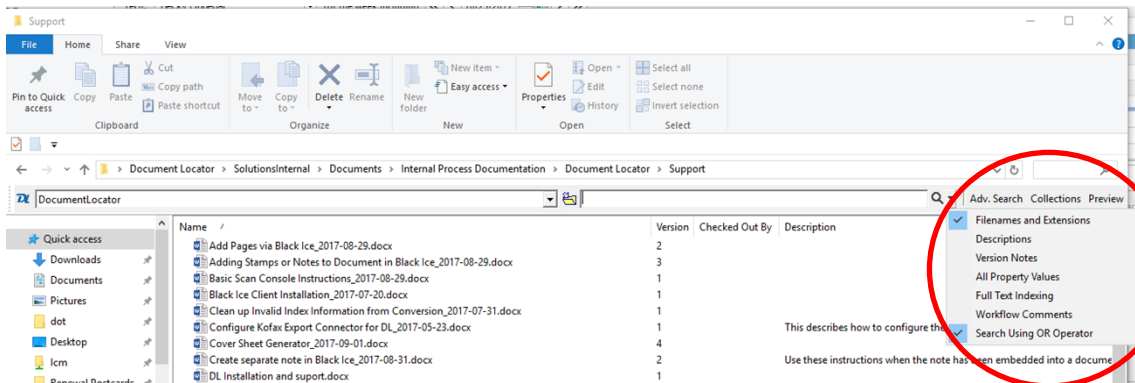 Support
File Home Share View
Pin to Quick access
Copy
Paste
Cut
Copy path
Paste shortcut
Move to
Copy to
Delete
Rename
New folder
New item
Easy access
Properties
Open
Edit
History
Select all
Select none
Invert selection
Clipboard Organize New Open Select
> Document Locator > SolutionsInternal > Documents > Internal Process Documentation > Document Locator > Support
DocumentLocator
Adv. Search Collections Preview
Filenames and Extensions
Descriptions
Version Notes
All Property Values
Full Text Indexing
Workflow Comments
Search Using OR Operator
Quick access
Downloads
Documents
Pictures
dot
Desktop
lcm
Renewal Postcards
Name Version Checked Out By Description
Add Pages via Black Ice_2017-08-29.docx 2
Adding Stamps or Notes to Document in Black Ice_2017-08-29.docx 3
Basic Scan Console Instructions_2017-08-29.docx 1
Black Ice Client Installation_2017-07-20.docx 1
Clean up Invalid Index Information from Conversion_2017-07-31.docx 1
Configure Kofax Export Connector for DL_2017-05-23.docx 1 This describes how to configure the
Cover Sheet Generator_2017-09-01.docx 4
Create separate note in Black Ice_2017-08-31.docx 2 Use these instructions when the note has been embedded into a docume
DL Installation and suport.docx 1